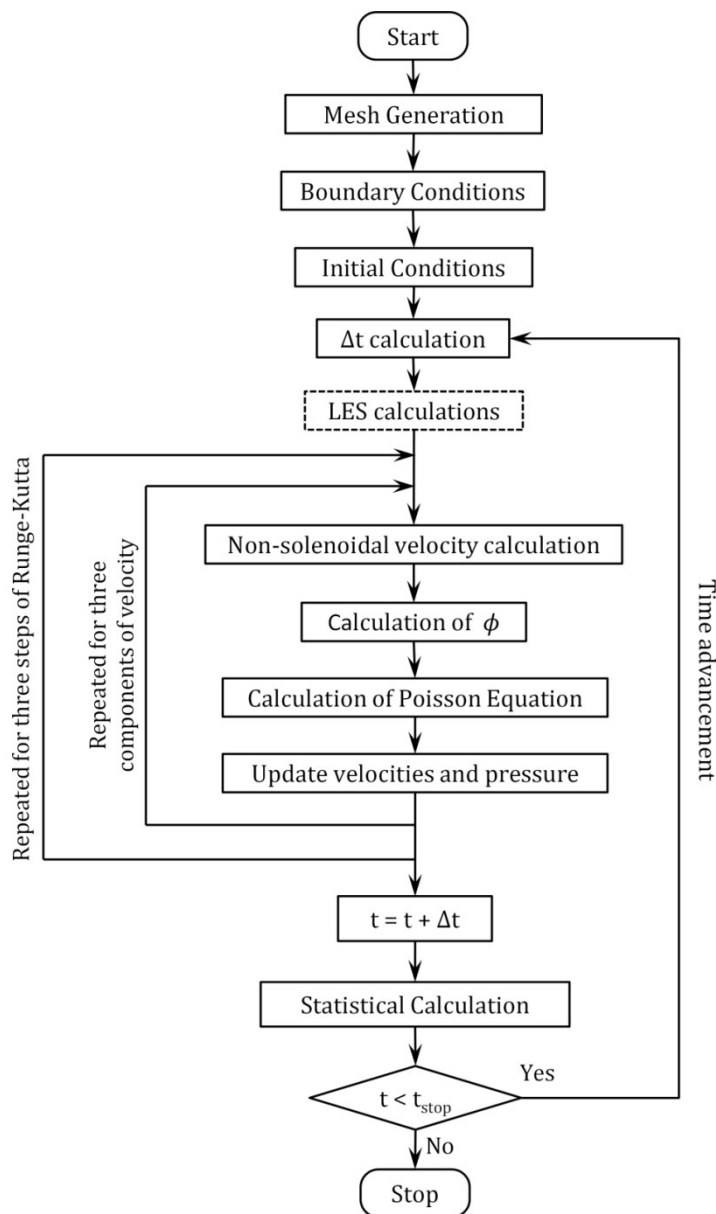 Start
Mesh Generation
Boundary Conditions
Initial Conditions
Δt calculation
LES calculations
Repeated for three steps of Runge-Kutta
Repeated for three
components of velocity
Non-solenoidal velocity calculation
Calculation of ϕ
Calculation of Poisson Equation
Update velocities and pressure
Time advancement
t = t + Δt
Statistical Calculation
t < t_stop
Yes
No
Stop